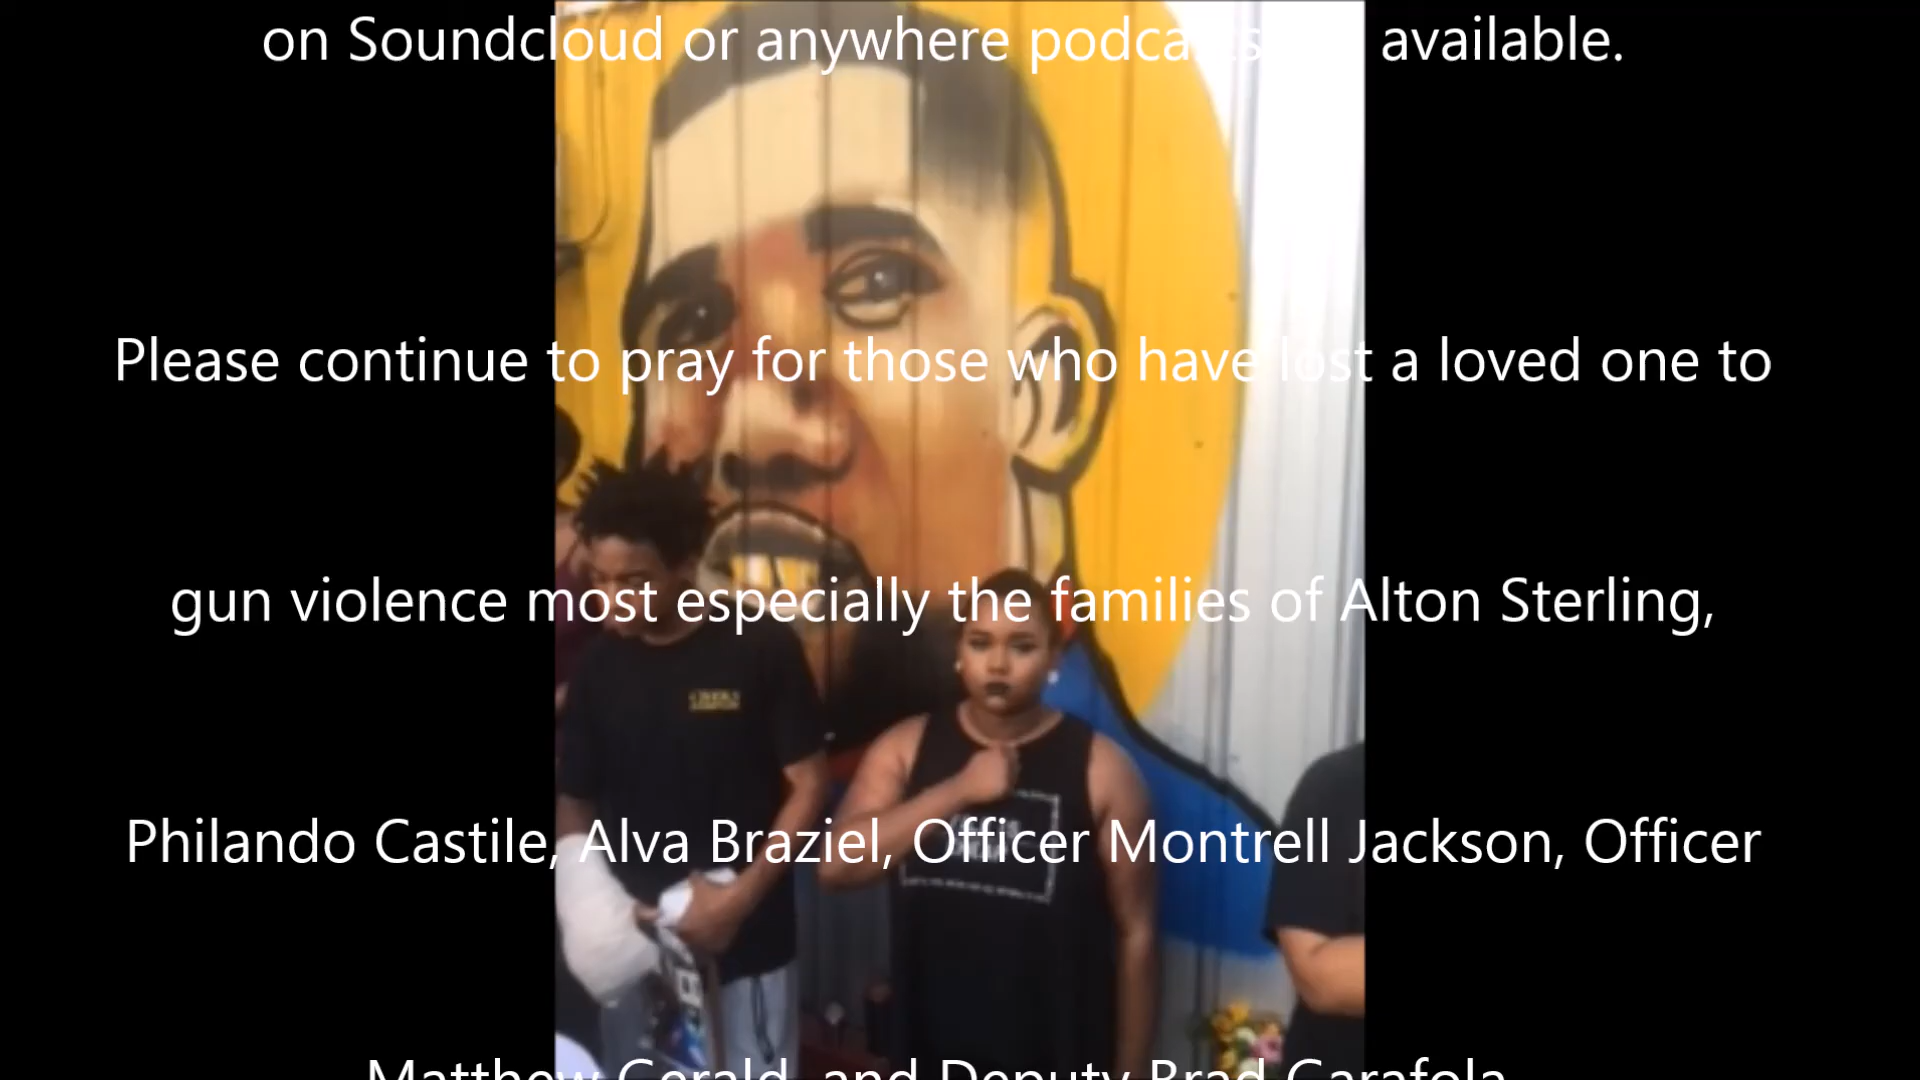 on Soundcloud or anywhere podcasts available.
Please continue to pray for those who have lost a loved one to
gun violence most especially the families of Alton Sterling,
Philando Castile, Alva Braziel, Officer Montrell Jackson, Officer
Matthew Gerald, and Deputy Brad Garafola